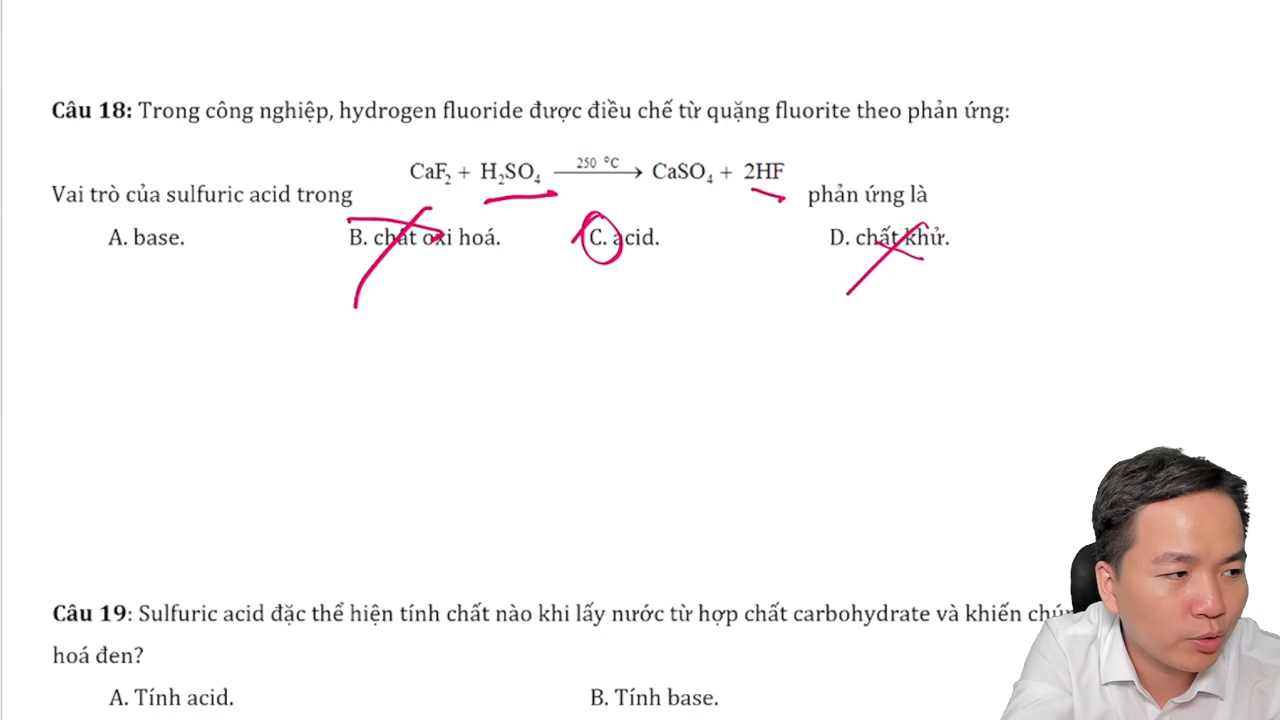 Câu 18: Trong công nghiệp, hydrogen fluoride được điều chế từ quặng fluorite theo phản ứng:
CaF₂ + H₂SO₄ —250 °C→ CaSO₄ + 2HF
Vai trò của sulfuric acid trong phản ứng là
A. base. B. chất oxi hoá. C. acid. D. chất khử.
Câu 19: Sulfuric acid đặc thể hiện tính chất nào khi lấy nước từ hợp chất carbohydrate và khiến
hoá đen?
A. Tính acid. B. Tính base.